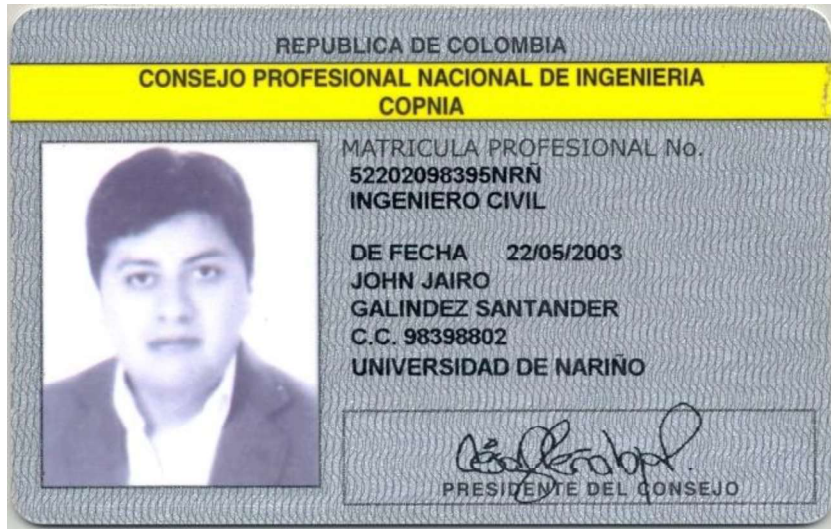 REPUBLICA DE COLOMBIA
CONSEJO PROFESIONAL NACIONAL DE INGENIERIA
COPNIA
MATRICULA PROFESIONAL No.
52202098395NRÑ
INGENIERO CIVIL
DE FECHA 22/05/2003
JOHN JAIRO
GALINDEZ SANTANDER
C.C. 98398802
UNIVERSIDAD DE NARIÑO
PRESIDENTE DEL CONSEJO